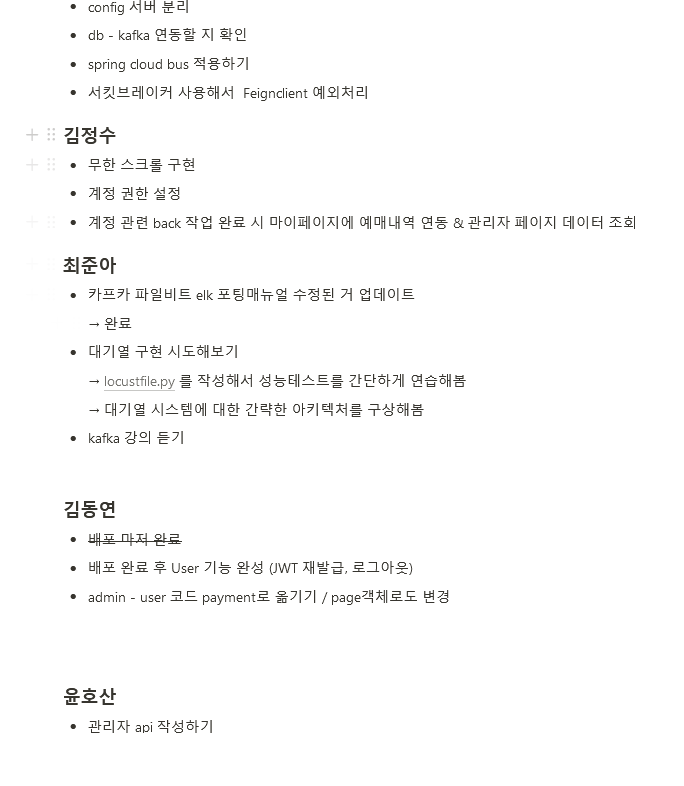 config 서버 분리
db - kafka 연동할 지 확인
spring cloud bus 적용하기
서킷브레이커 사용해서  Feignclient 예외처리
김정수
무한 스크롤 구현
계정 권한 설정
계정 관련 back 작업 완료 시 마이페이지에 예매내역 연동 & 관리자 페이지 데이터 조회
최준아
카프카 파일비트 elk 포팅매뉴얼 수정된 거 업데이트
→ 완료
대기열 구현 시도해보기
→ locustfile.py 를 작성해서 성능테스트를 간단하게 연습해봄
→ 대기열 시스템에 대한 간략한 아키텍처를 구상해봄
kafka 강의 듣기
김동연
배포 마저 완료
배포 완료 후 User 기능 완성 (JWT 재발급, 로그아웃)
admin - user 코드 payment로 옮기기 / page객체로도 변경
윤호산
관리자 api 작성하기